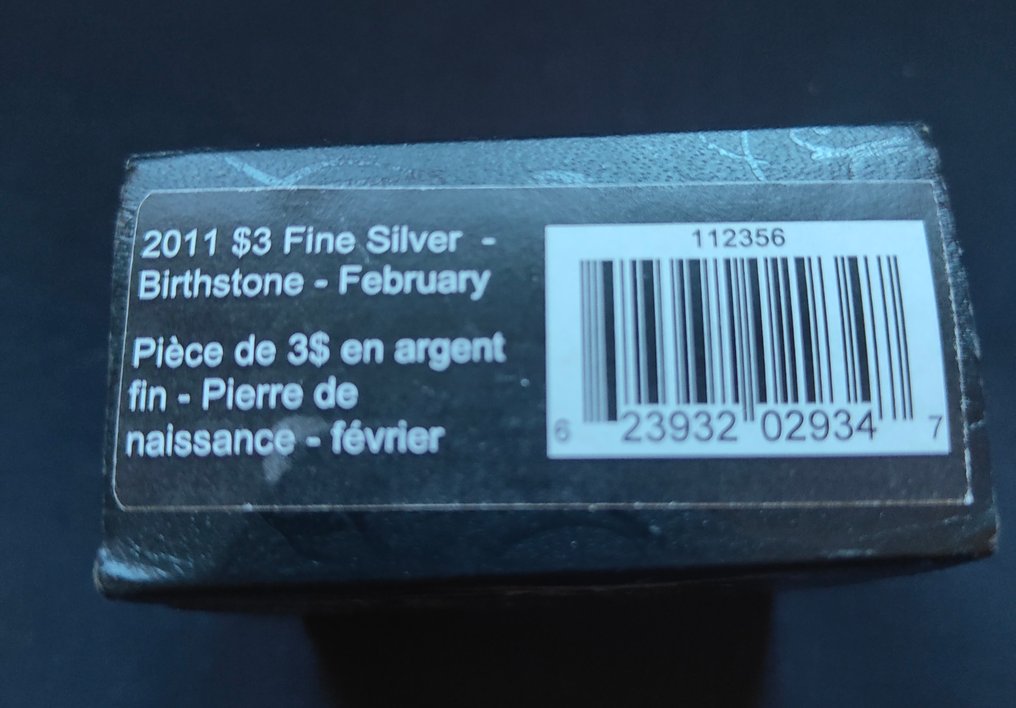 2011 $3 Fine Silver -
Birthstone - February
Pièce de 3$ en argent
fin - Pierre de
naissance - février
112356
6 23932 02934 7